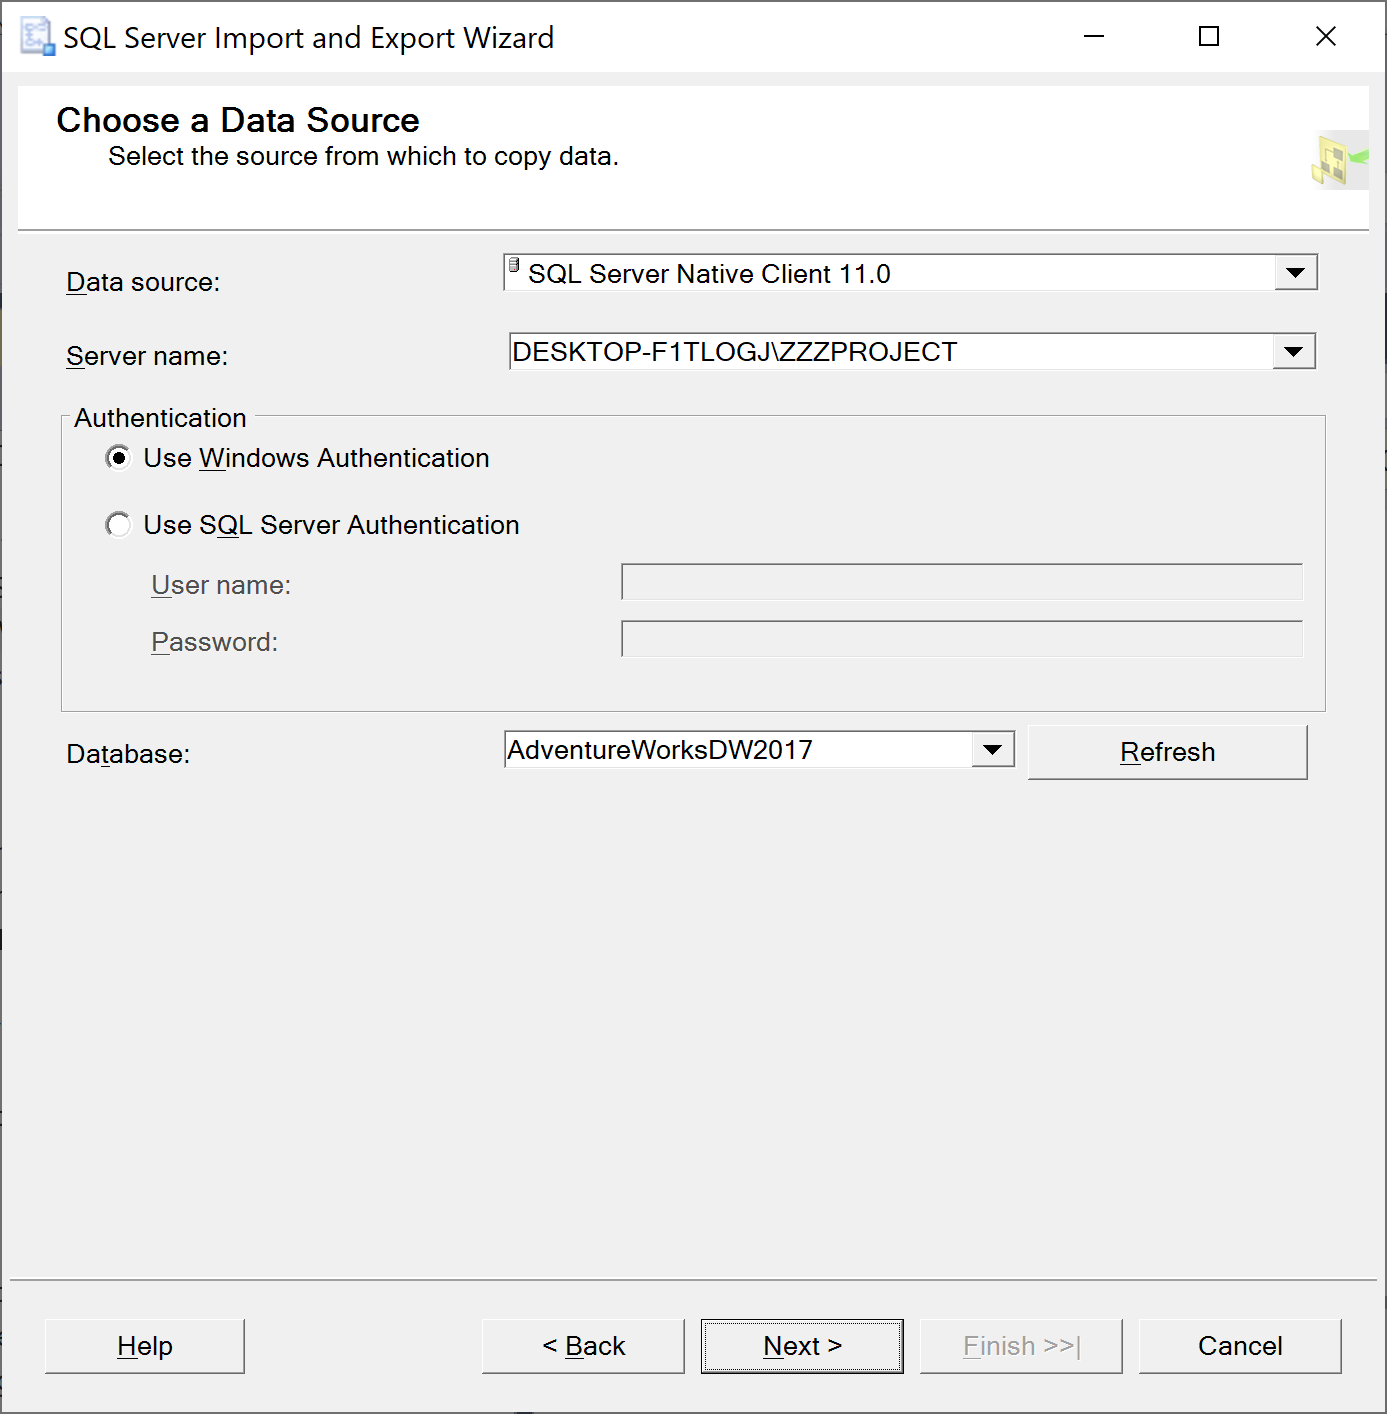 SQL Server Import and Export Wizard
Choose a Data Source
Select the source from which to copy data.
Data source: SQL Server Native Client 11.0
Server name: DESKTOP-F1TLOGJ\ZZZPROJECT
Authentication
Use Windows Authentication
Use SQL Server Authentication
User name:
Password:
Database: AdventureWorksDW2017 Refresh
Help < Back Next > Finish >>| Cancel